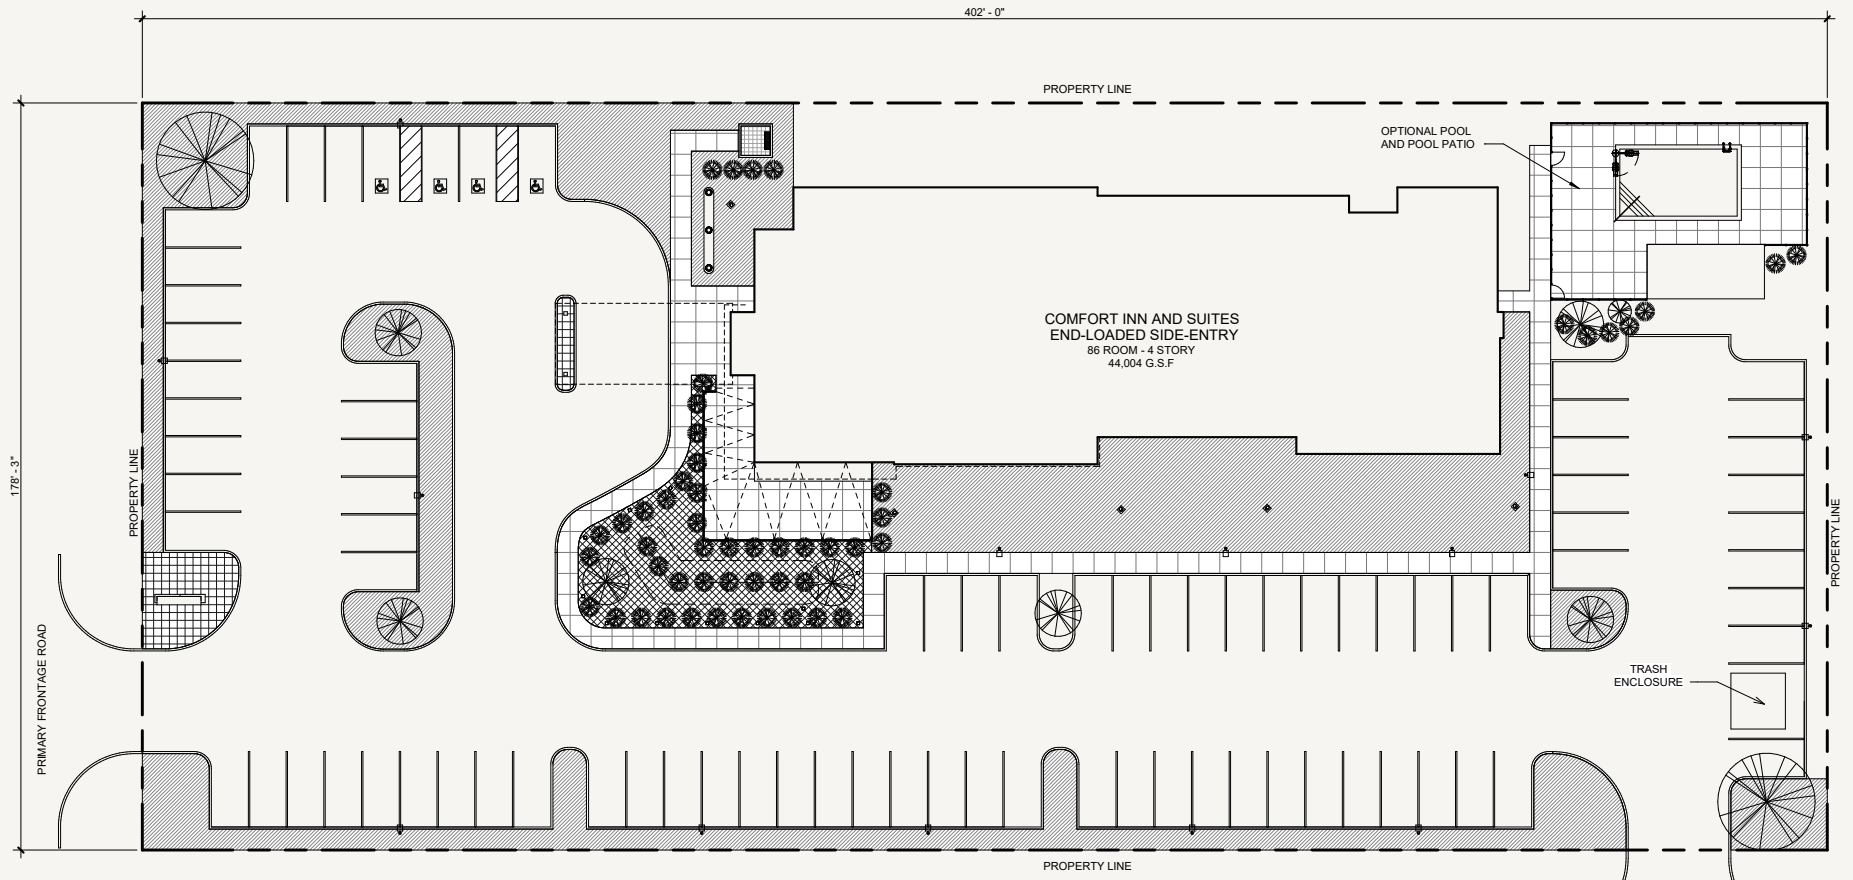 402' - 0"
PROPERTY LINE
OPTIONAL POOL
AND POOL PATIO
COMFORT INN AND SUITES
END-LOADED SIDE-ENTRY
86 ROOM - 4 STORY
44,004 G.S.F
178' - 3"
PROPERTY LINE
PROPERTY LINE
PRIMARY FRONTAGE ROAD
TRASH
ENCLOSURE
PROPERTY LINE